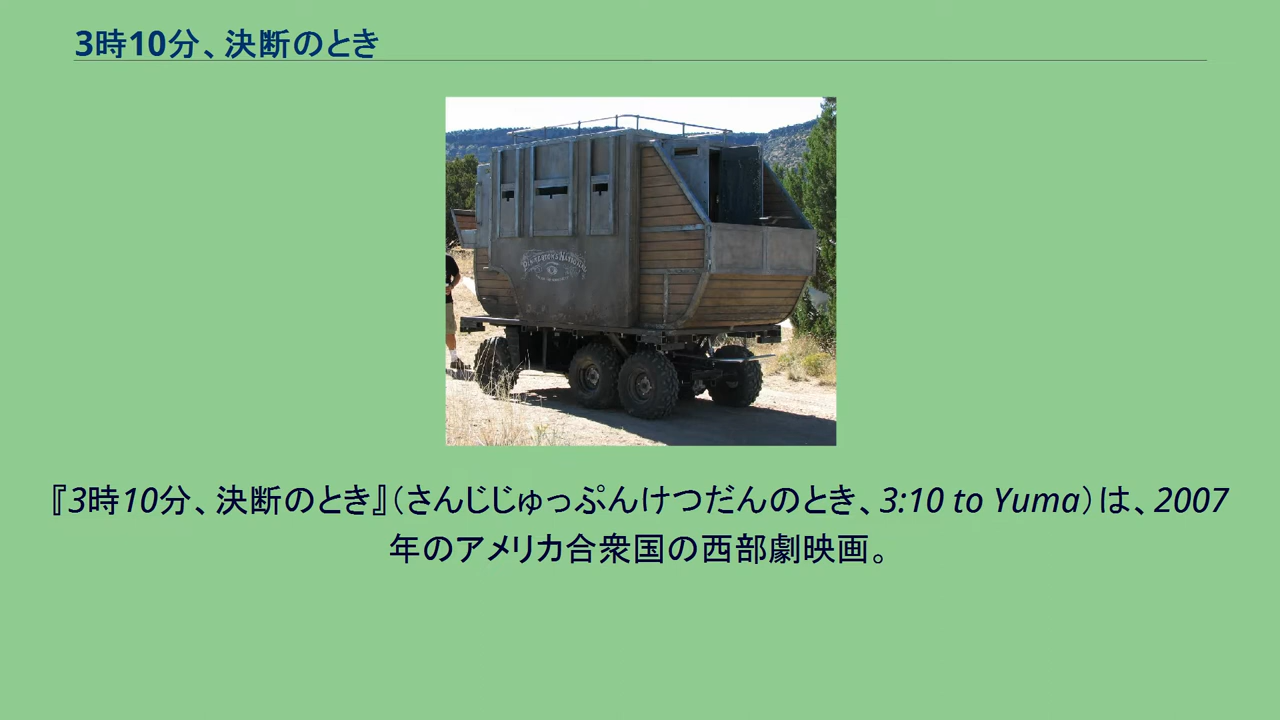 3時10分、決断のとき
『3時10分、決断のとき』（さんじじゅっぷんけつだんのとき、3:10 to Yuma）は、2007
年のアメリカ合衆国の西部劇映画。